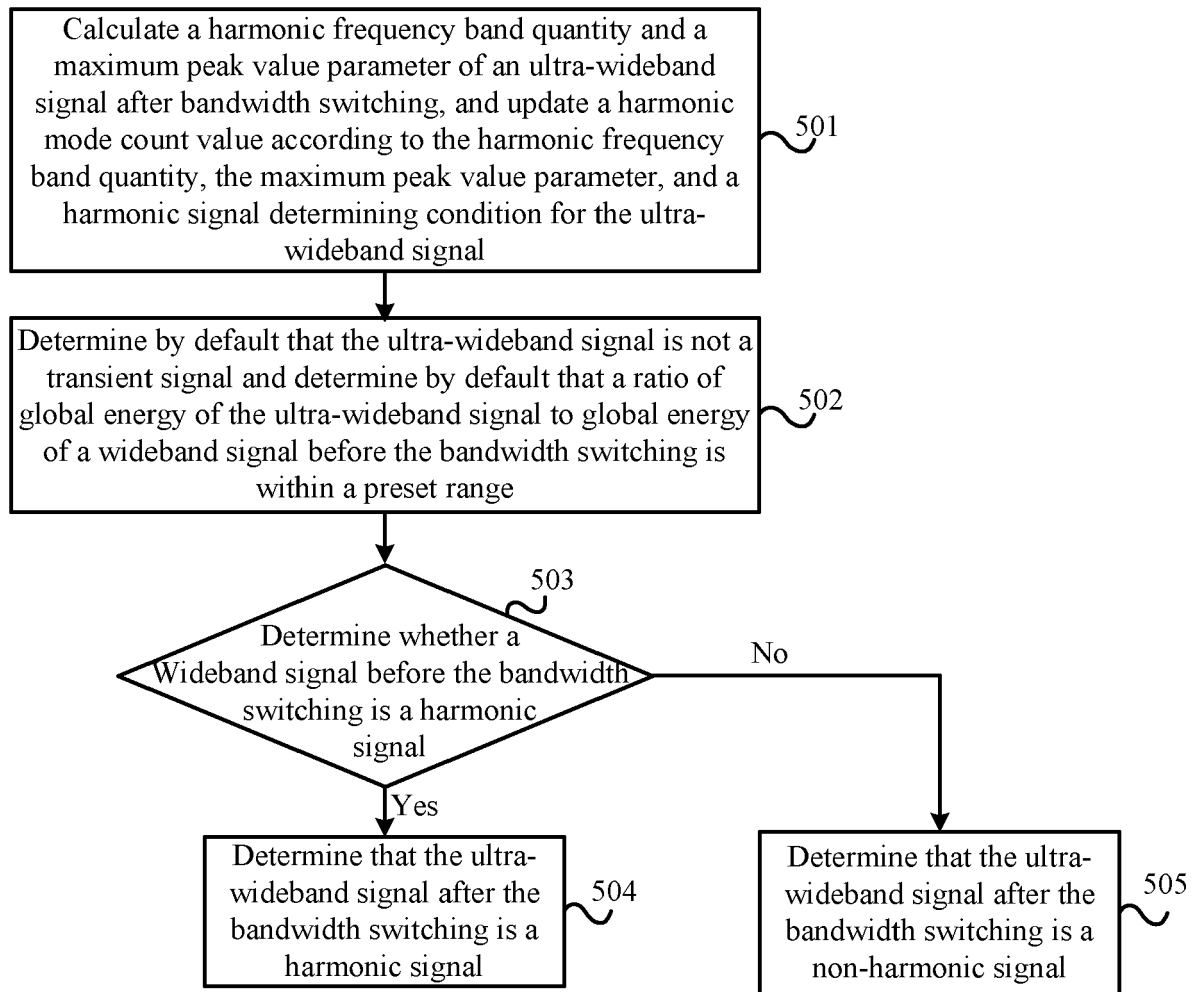 Calculate a harmonic frequency band quantity and a
maximum peak value parameter of an ultra-wideband
signal after bandwidth switching, and update a harmonic
mode count value according to the harmonic frequency
band quantity, the maximum peak value parameter, and a
harmonic signal determining condition for the ultra-
wideband signal
501
Determine by default that the ultra-wideband signal is not a
transient signal and determine by default that a ratio of
global energy of the ultra-wideband signal to global energy
of a wideband signal before the bandwidth switching is
within a preset range
502
503
Determine whether a
Wideband signal before the bandwidth
switching is a harmonic
signal
No
Yes
Determine that the ultra-
wideband signal after the
bandwidth switching is a
harmonic signal
504
Determine that the ultra-
wideband signal after the
bandwidth switching is a
non-harmonic signal
505